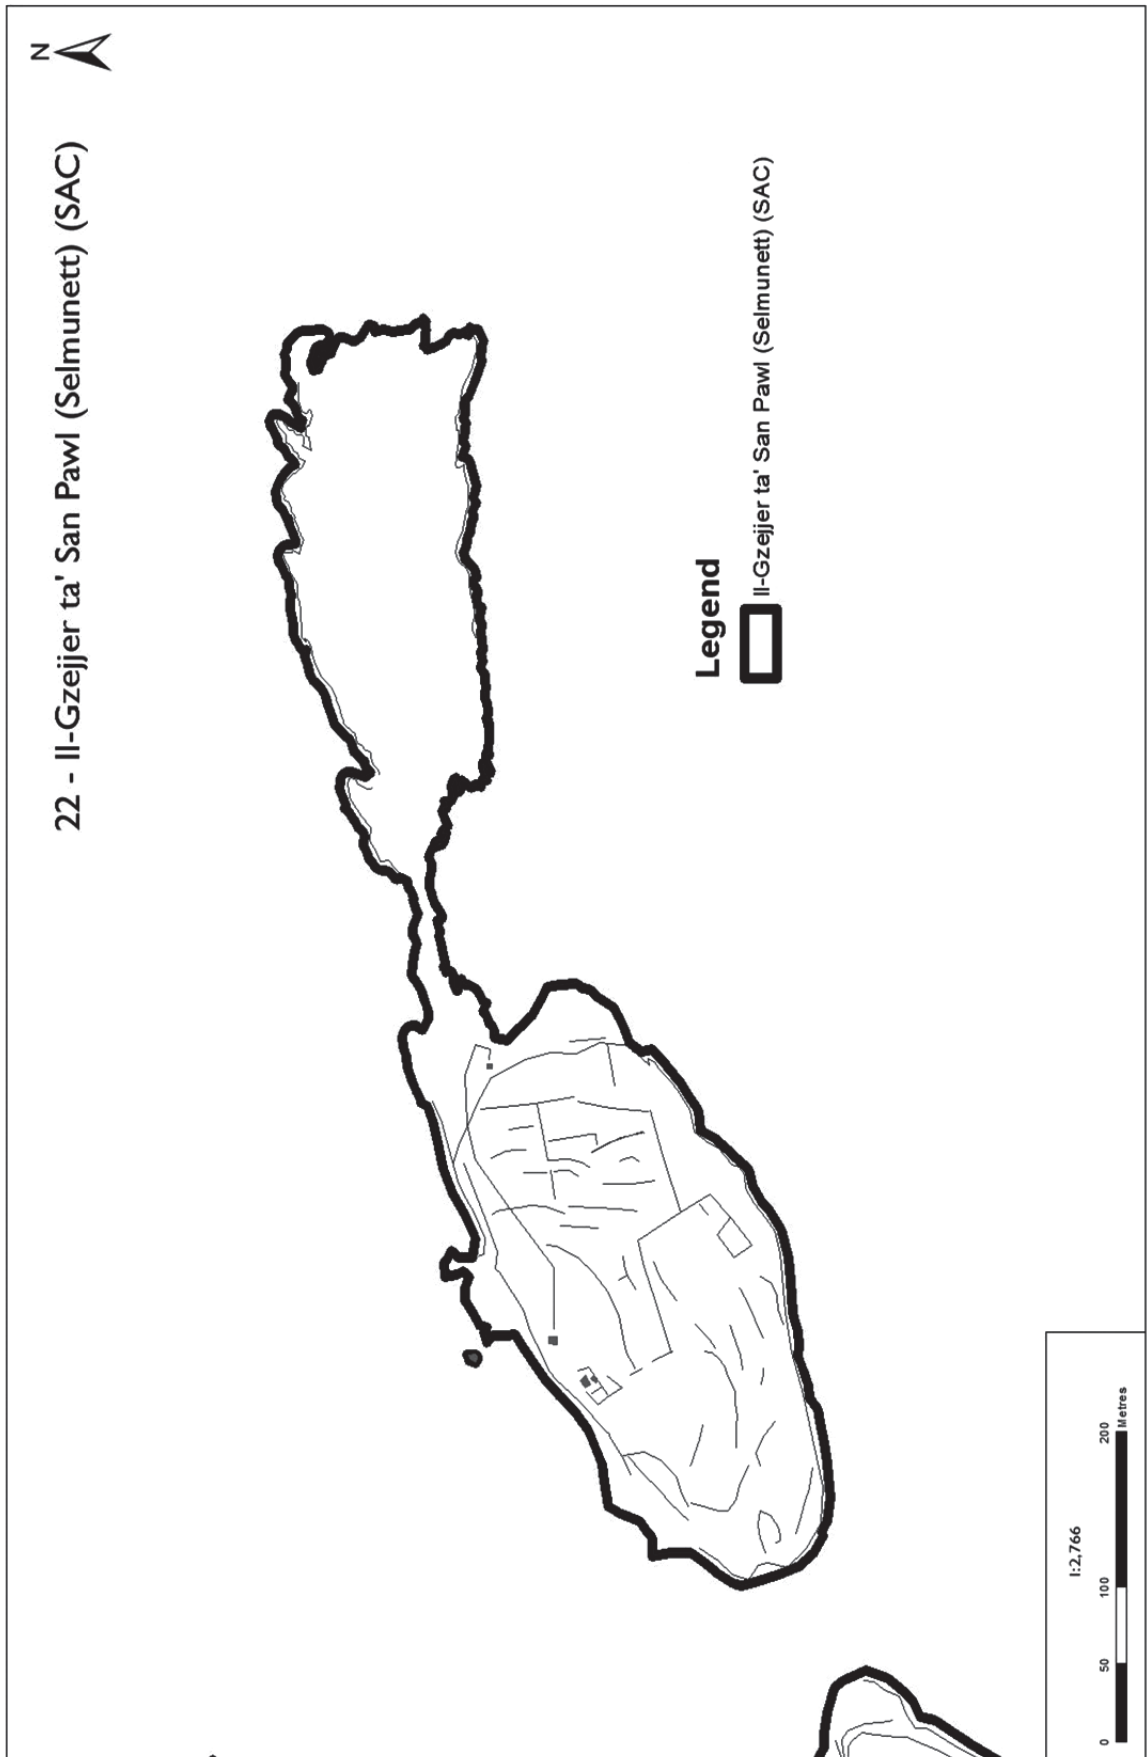 22 - Il-Gzejjer ta' San Pawl (Selmunett) (SAC)
N
Legend
Il-Gzejjer ta' San Pawl (Selmunett) (SAC)
1:2,766
0 50 100 200
Metres